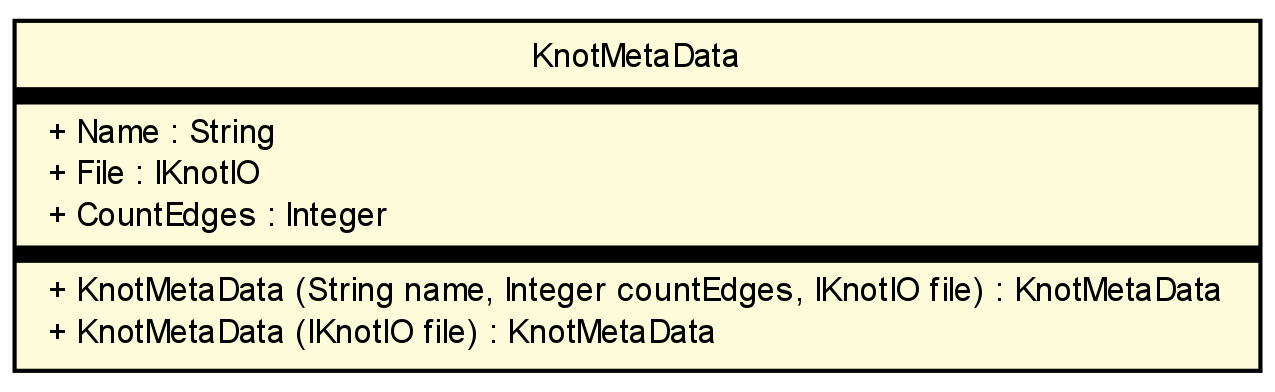 KnotMetaData
+ Name : String
+ File : IKnotIO
+ CountEdges : Integer
+ KnotMetaData (String name, Integer countEdges, IKnotIO file) : KnotMetaData
+ KnotMetaData (IKnotIO file) : KnotMetaData